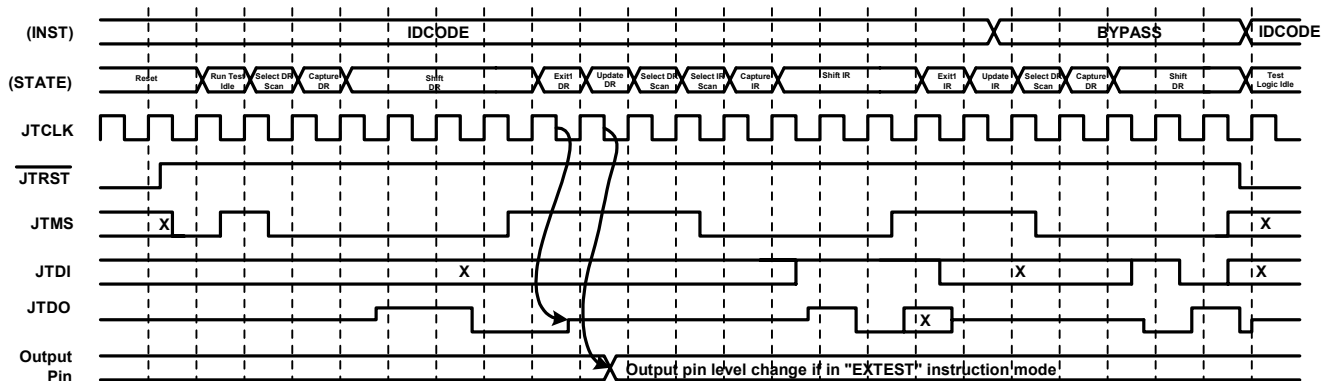 (INST) IDCODE BYPASS IDCODE
(STATE) Reset Run Test Idle Select DR Scan Capture DR Shift DR Exit1 DR Update DR Select DR Scan Select IR Scan Capture IR Shift IR Exit1 IR Update IR Select DR Scan Capture DR Shift DR Test Logic Idle
JTCLK
JTRST
JTMS X X
JTDI X X X
JTDO X
Output Pin Output pin level change if in "EXTEST" instruction mode